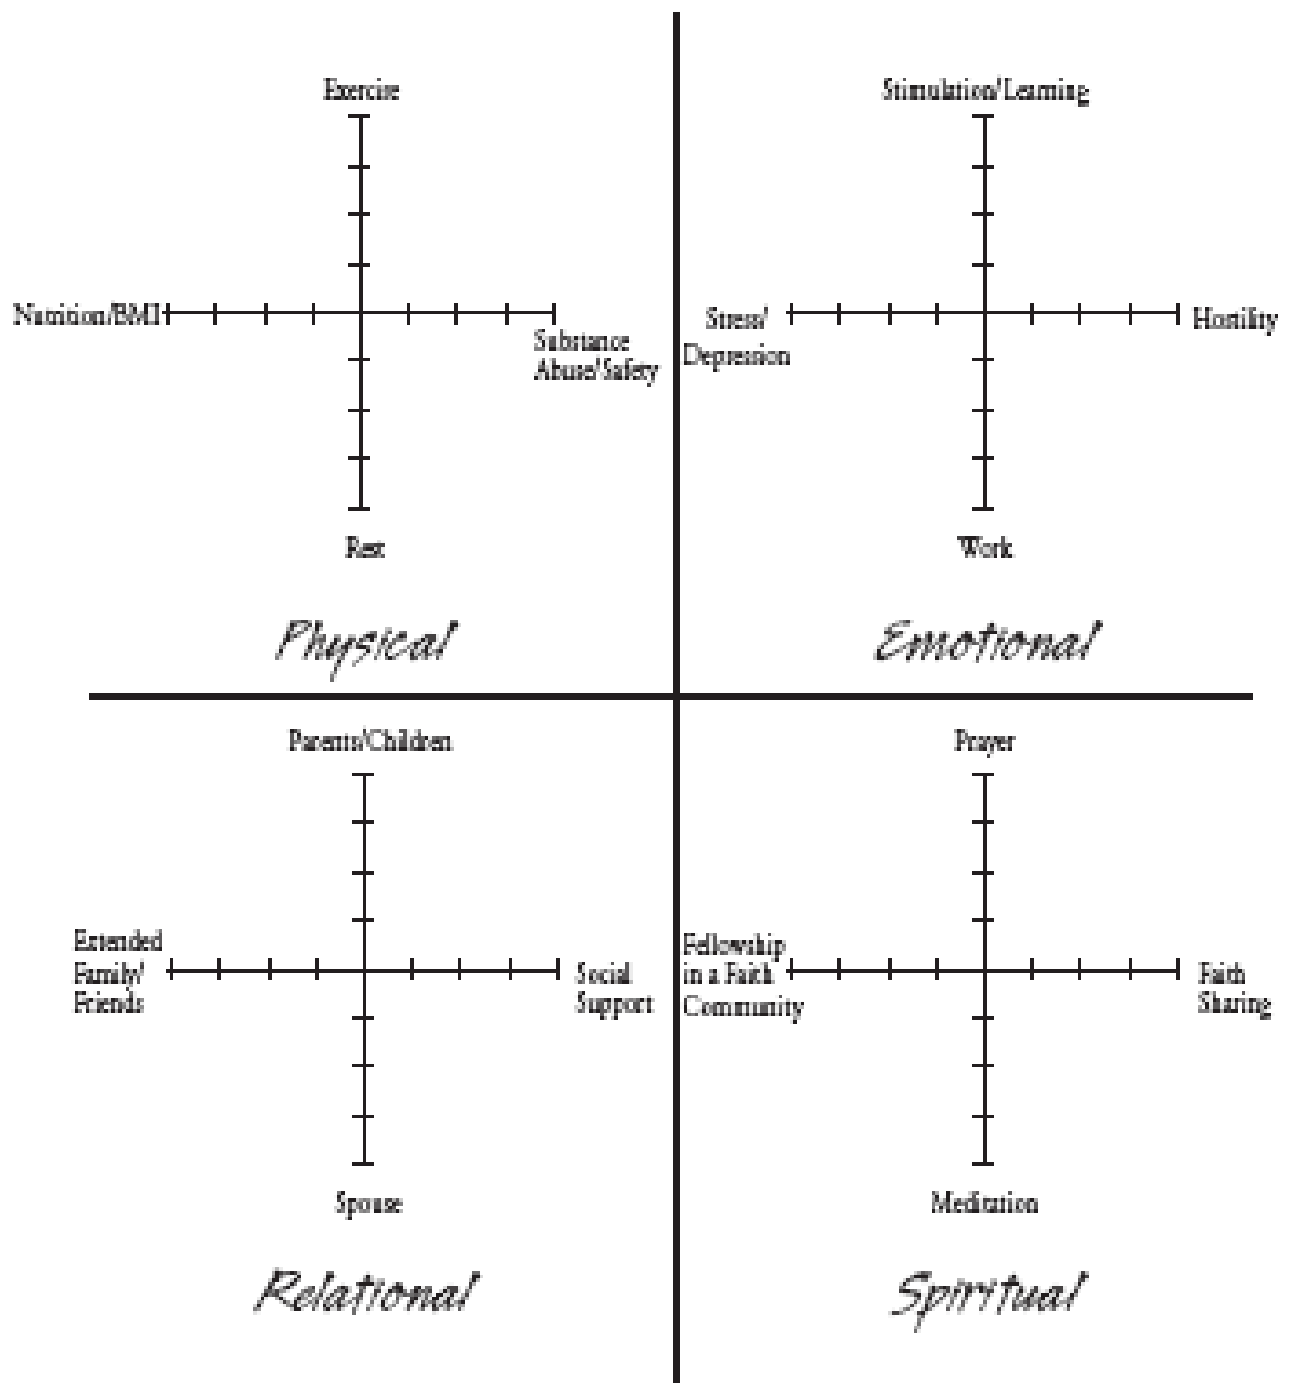 Exercise
Nutrition/BMI
Substance
Abuse/Safety
Rest
Physical
Stimulation/Learning
Stress/
Depression
Hostility
Work
Emotional
Parents/Children
Extended
Family/
Friends
Social
Support
Spouse
Relational
Prayer
Fellowship
in a Faith
Community
Faith
Sharing
Meditation
Spiritual